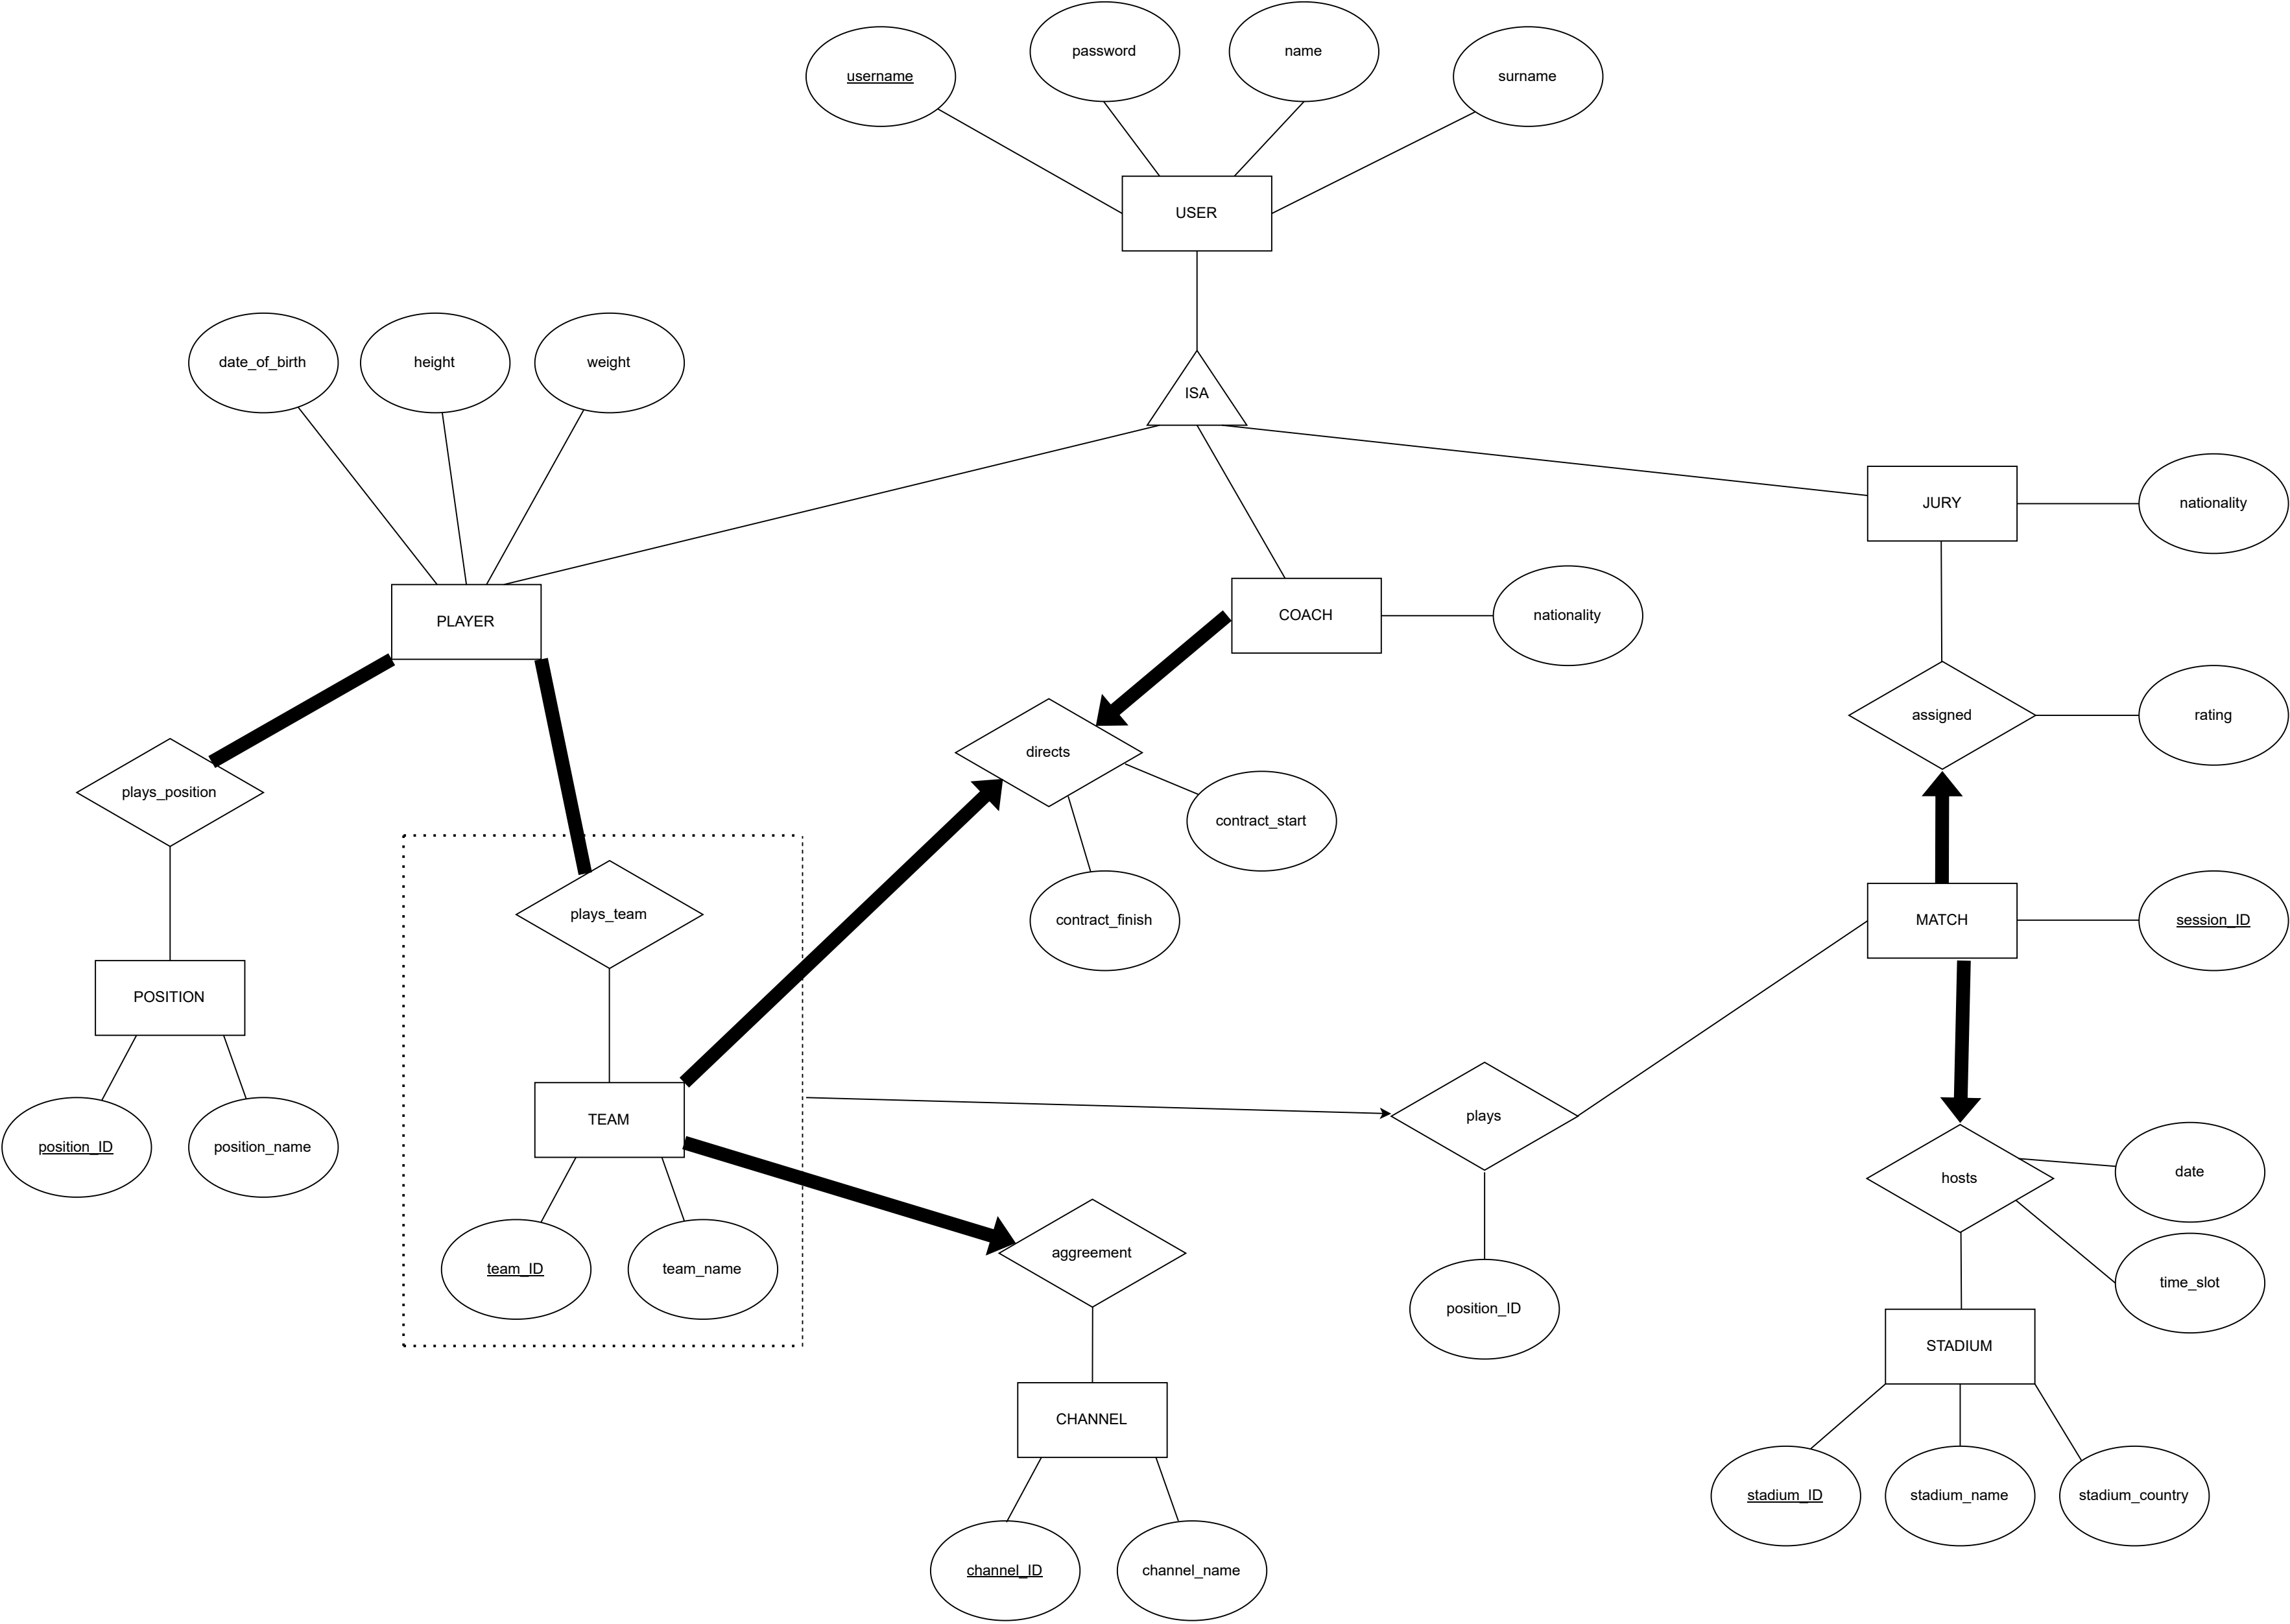 username
password
name
surname
USER
date_of_birth
height
weight
ISA
JURY
nationality
PLAYER
COACH
nationality
assigned
rating
directs
plays_position
contract_start
plays_team
contract_finish
MATCH
session_ID
POSITION
TEAM
plays
position_ID
position_name
hosts
date
aggreement
team_ID
team_name
time_slot
position_ID
STADIUM
CHANNEL
stadium_ID
stadium_name
stadium_country
channel_ID
channel_name